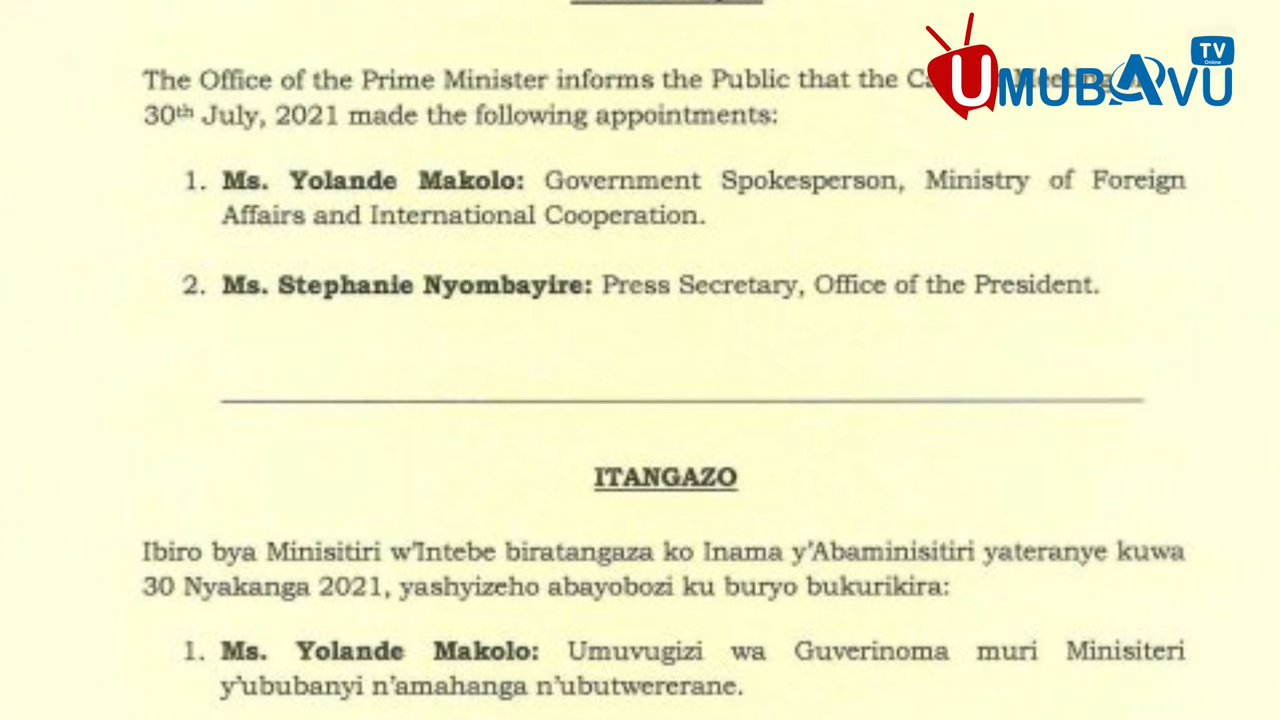 TV
Online
UMUBAVU
The Office of the Prime Minister informs the Public that the
30th July, 2021 made the following appointments:
1. Ms. Yolande Makolo: Government Spokesperson, Ministry of Foreign
Affairs and International Cooperation.
2. Ms. Stephanie Nyombayire: Press Secretary, Office of the President.
ITANGAZO
Ibiro bya Minisitiri w'Intebe biratangaza ko Inama y'Abaminisitiri yateranye kuwa
30 Nyakanga 2021, yashyizeho abayobozi ku buryo bukurikira:
1. Ms. Yolande Makolo: Umuvugizi wa Guverinoma muri Minisiteri
y'ububanyi n'amahanga n'ubutwererane.